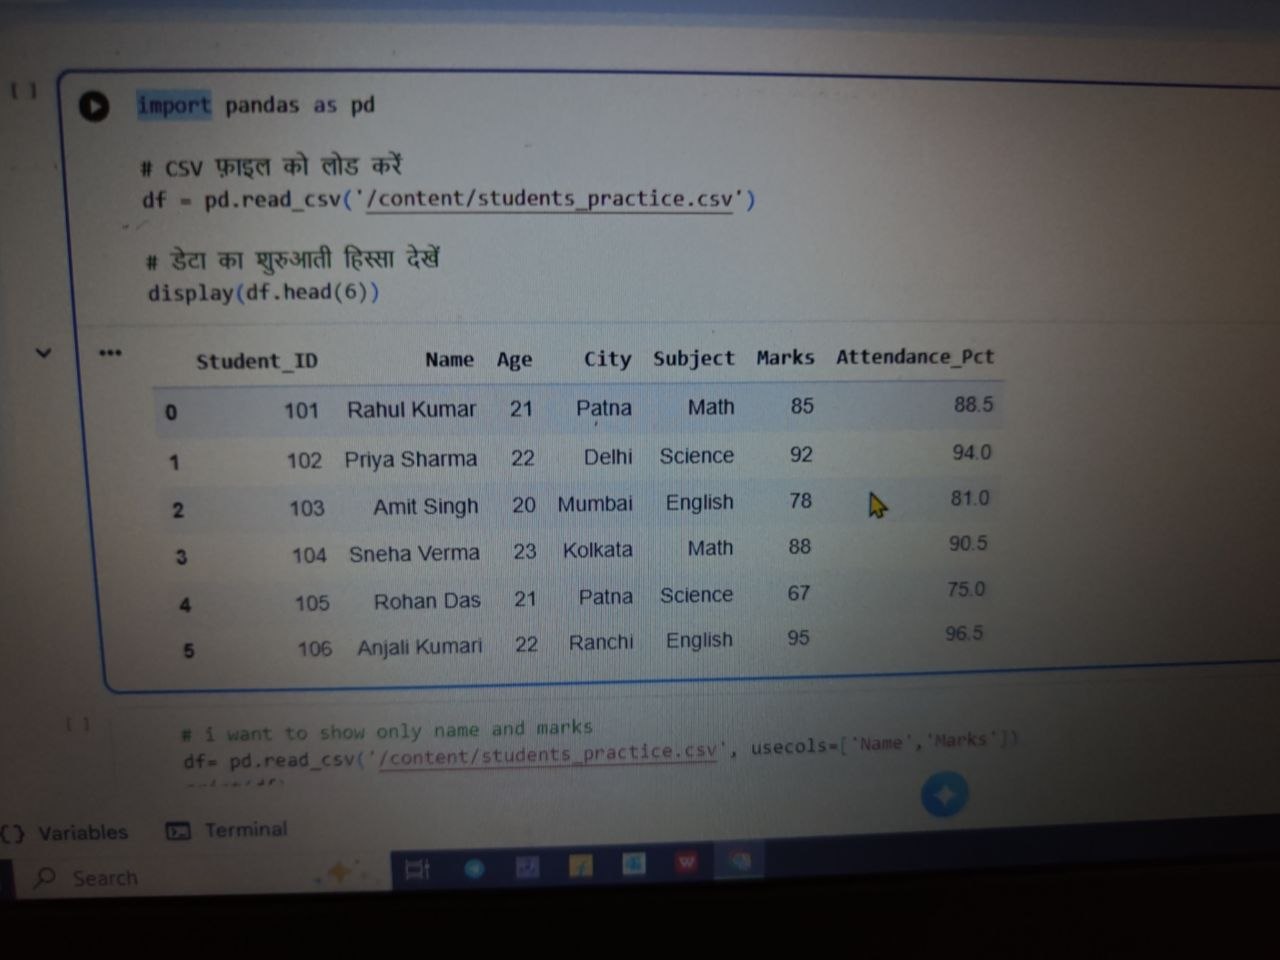 [ ]
import pandas as pd
# CSV फ़ाइल को लोड करें
df = pd.read_csv('/content/students_practice.csv')
# डेटा का शुरुआती हिस्सा देखें
display(df.head(6))
Student_ID Name Age City Subject Marks Attendance_Pct
0 101 Rahul Kumar 21 Patna Math 85 88.5
1 102 Priya Sharma 22 Delhi Science 92 94.0
2 103 Amit Singh 20 Mumbai English 78 81.0
3 104 Sneha Verma 23 Kolkata Math 88 90.5
4 105 Rohan Das 21 Patna Science 67 75.0
5 106 Anjali Kumari 22 Ranchi English 95 96.5
[ ]
# i want to show only name and marks
df= pd.read_csv('/content/students_practice.csv', usecols=['Name','Marks'])
{} Variables Terminal
Search